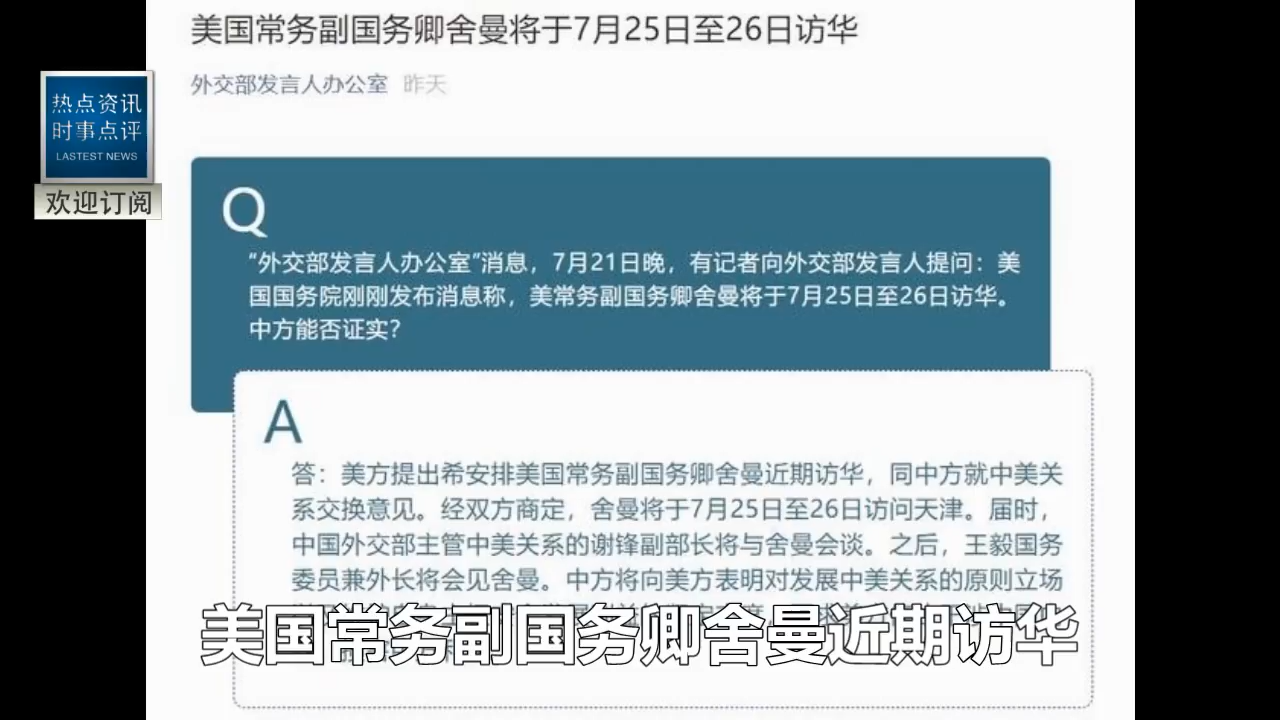 美国常务副国务卿舍曼将于7月25日至26日访华
外交部发言人办公室 昨天
热点资讯
时事点评
LASTEST NEWS
欢迎订阅
Q
“外交部发言人办公室”消息，7月21日晚，有记者向外交部发言人提问：美
国国务院刚刚发布消息称，美常务副国务卿舍曼将于7月25日至26日访华。
中方能否证实？
A
答：美方提出希安排美国常务副国务卿舍曼近期访华，同中方就中美关
系交换意见。经双方商定，舍曼将于7月25日至26日访问天津。届时，
中国外交部主管中美关系的谢锋副部长将与舍曼会谈。之后，王毅国务
委员兼外长将会见舍曼。中方将向美方表明对发展中美关系的原则立场
美国常务副国务卿舍曼近期访华